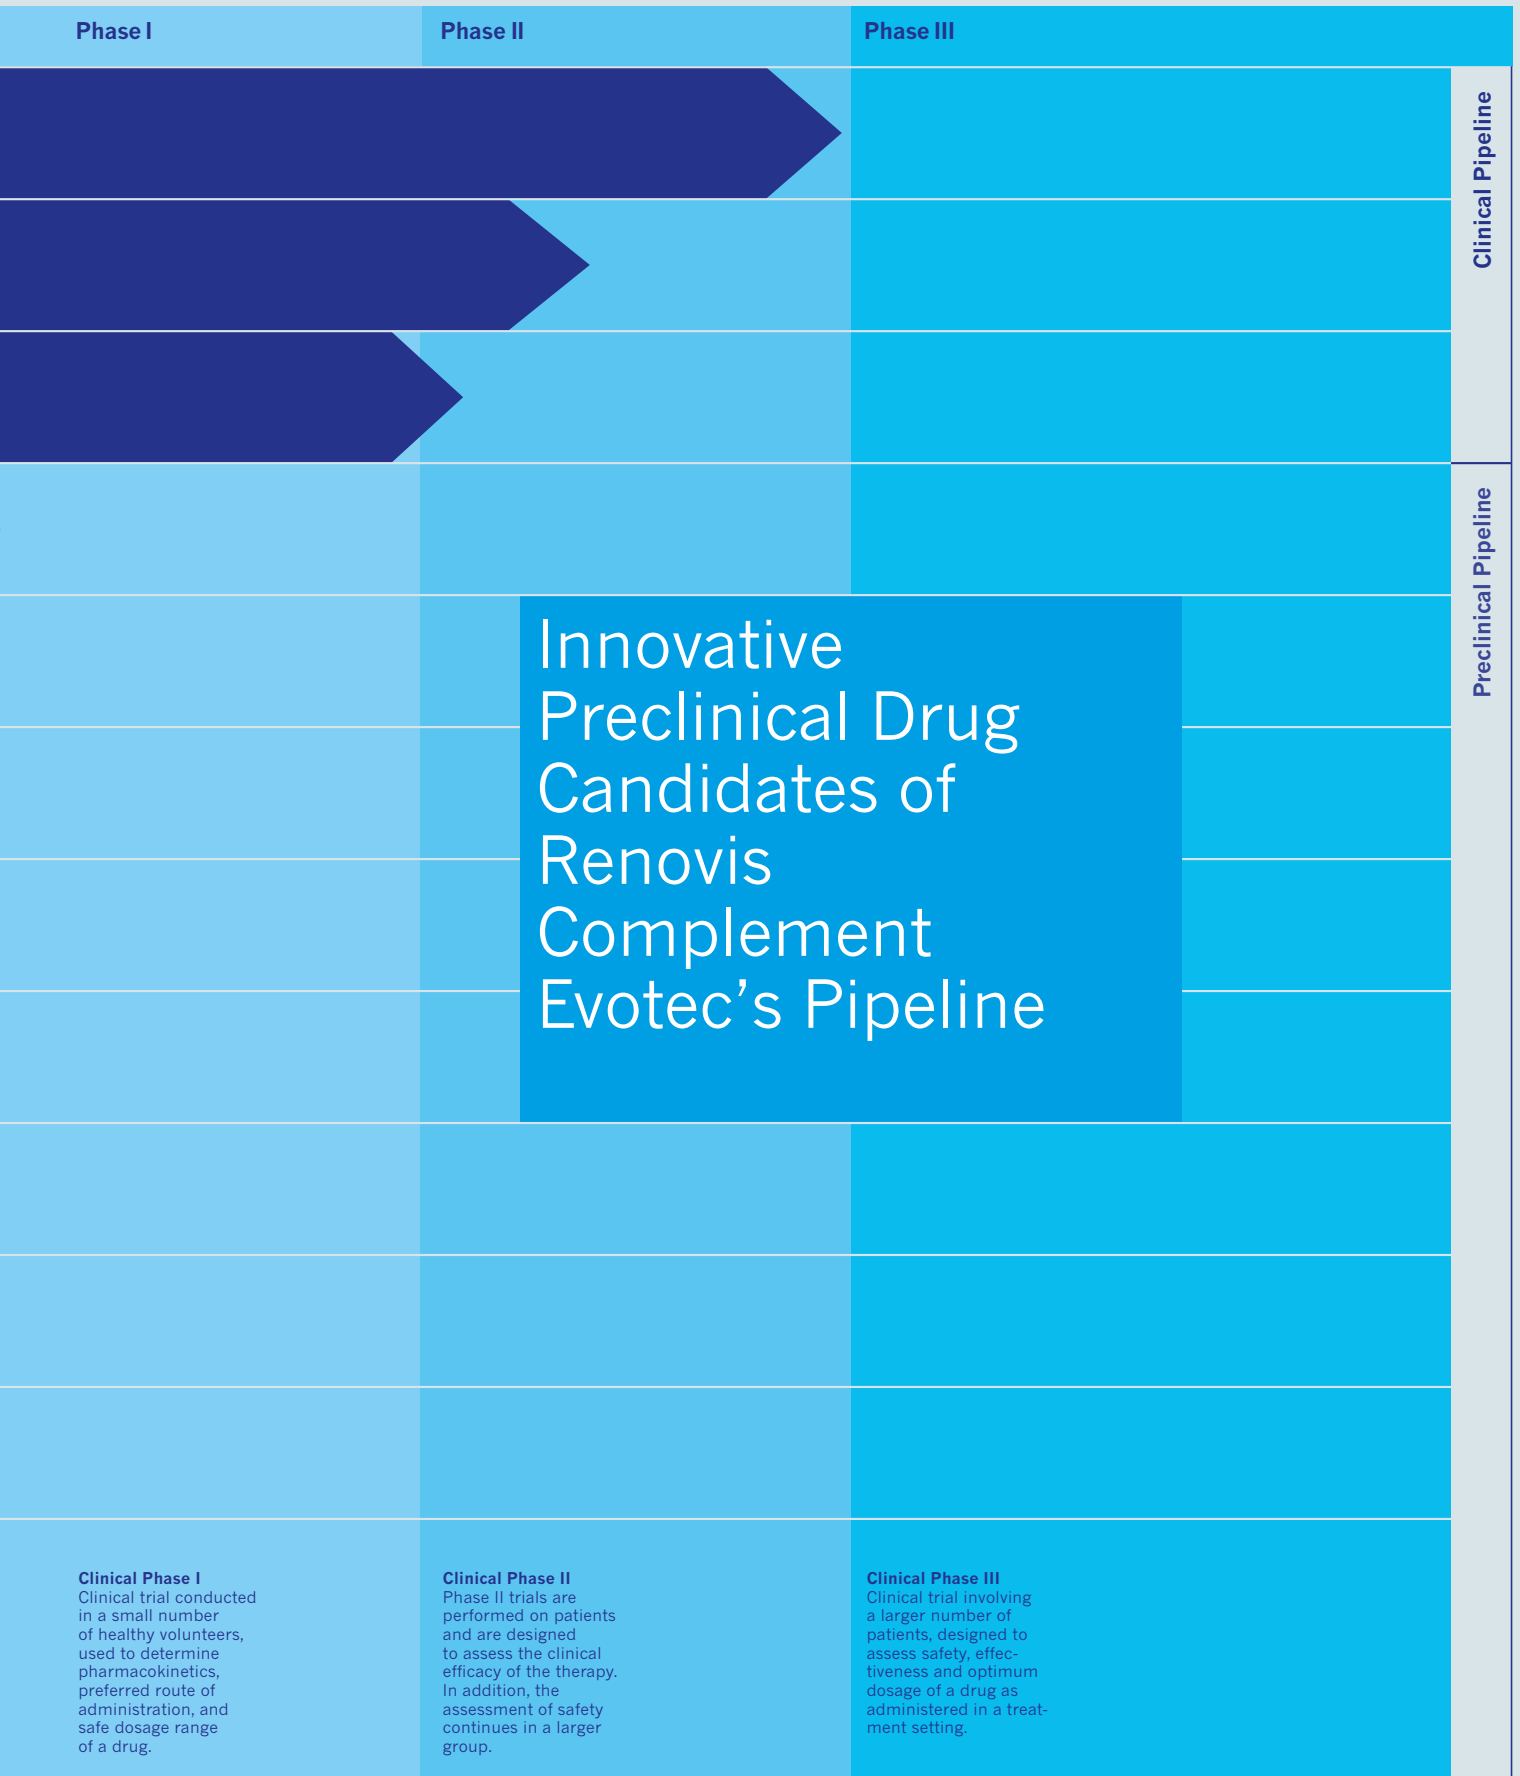 Phase I
Phase II
Phase III
Clinical Pipeline
Preclinical Pipeline
Innovative
Preclinical Drug
Candidates of
Renovis
Complement
Evotec’s Pipeline
Clinical Phase I
Clinical trial conducted
in a small number
of healthy volunteers,
used to determine
pharmacokinetics,
preferred route of
administration, and
safe dosage range
of a drug.
Clinical Phase II
Phase II trials are
performed on patients
and are designed
to assess the clinical
efficacy of the therapy.
In addition, the
assessment of safety
continues in a larger
group.
Clinical Phase III
Clinical trial involving
a larger number of
patients, designed to
assess safety, effec-
tiveness and optimum
dosage of a drug as
administered in a treat-
ment setting.